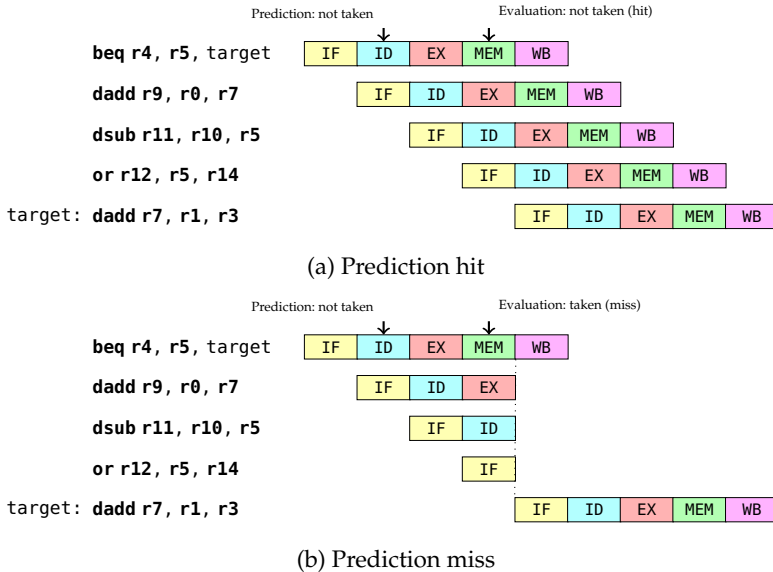 Prediction: not taken Evaluation: not taken (hit)
beq r4, r5, target IF ID EX MEM WB
dadd r9, r0, r7 IF ID EX MEM WB
dsub r11, r10, r5 IF ID EX MEM WB
or r12, r5, r14 IF ID EX MEM WB
target: dadd r7, r1, r3 IF ID EX MEM WB
(a) Prediction hit
Prediction: not taken Evaluation: taken (miss)
beq r4, r5, target IF ID EX MEM WB
dadd r9, r0, r7 IF ID EX
dsub r11, r10, r5 IF ID
or r12, r5, r14 IF
target: dadd r7, r1, r3 IF ID EX MEM WB
(b) Prediction miss